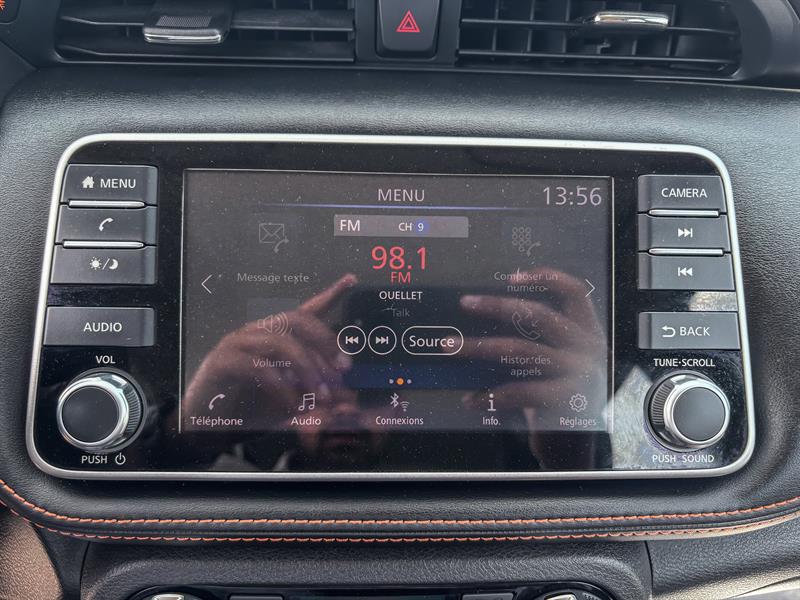 MENU
AUDIO
VOL
PUSH
MENU
13:56
FM CH 9
98.1
FM
OUELLET
Talk
Source
Message texte
Volume
Composer un
numéro
Histor.des
appels
Téléphone
Audio
Connexions
Info.
Réglages
CAMERA
BACK
TUNE·SCROLL
PUSH SOUND